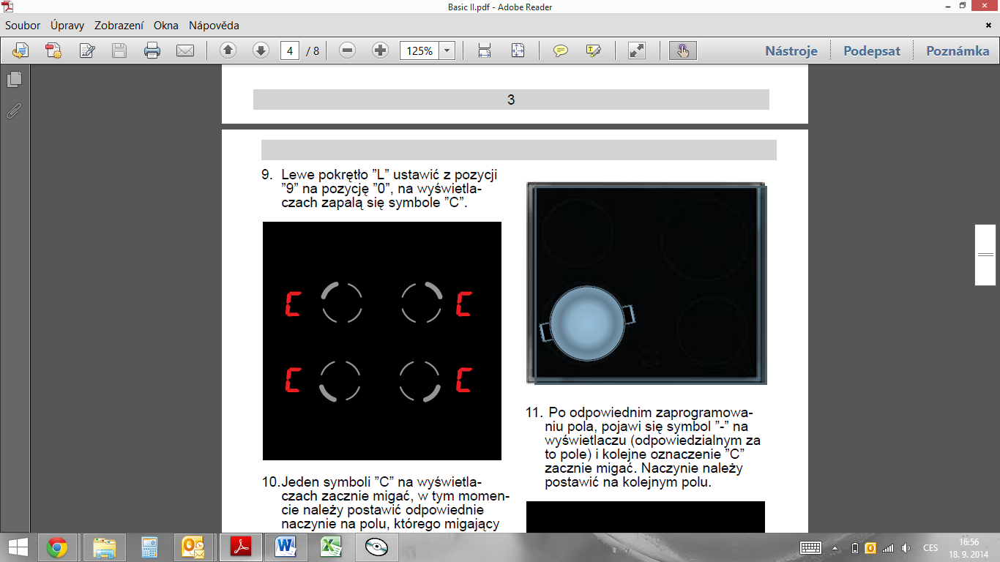 Basic II.pdf - Adobe Reader
Soubor Úpravy Zobrazení Okna Nápověda
4 / 8 125% Nástroje Podepsat Poznámka
3
9. Lewe pokrętło ”L” ustawić z pozycji
”9” na pozycję ”0”, na wyświetla-
czach zapalą się symbole ”C”.
C C
C C
10.Jeden symboli ”C” na wyświetla-
czach zacznie migać, w tym momen-
cie należy postawić odpowiednie
naczynie na polu, którego migający
11. Po odpowiednim zaprogramowa-
niu pola, pojawi się symbol ”-” na
wyświetlaczu (odpowiedzialnym za
to pole) i kolejne oznaczenie ”C”
zacznie migać. Naczynie należy
postawić na kolejnym polu.
CES
16:56
18. 9. 2014